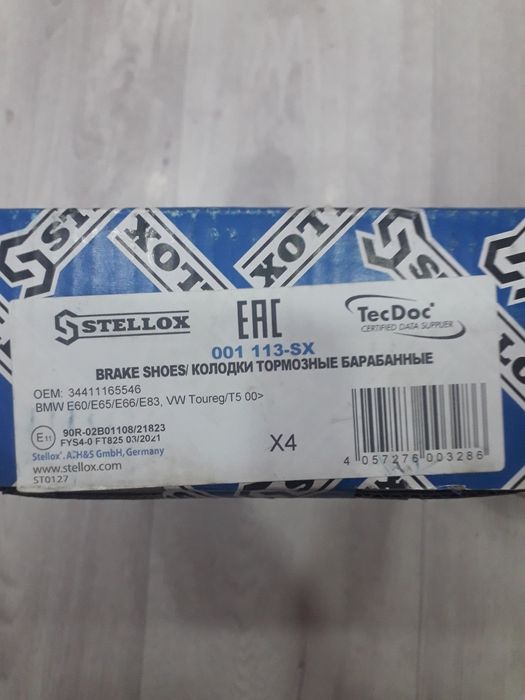 STELLOX
EAC
TecDoc
CERTIFIED DATA SUPPLIER
001 113-SX
BRAKE SHOES/ КОЛОДКИ ТОРМОЗНЫЕ БАРАБАННЫЕ
OEM: 34411165546
BMW E60/E65/E66/E83, VW Toureg/T5 00>
E11
90R-02B01108/21823
FYS4-0 FT825 03/2021
X4
Stellox A.H&S GmbH, Germany
www.stellox.com
ST0127
4 057276 003286